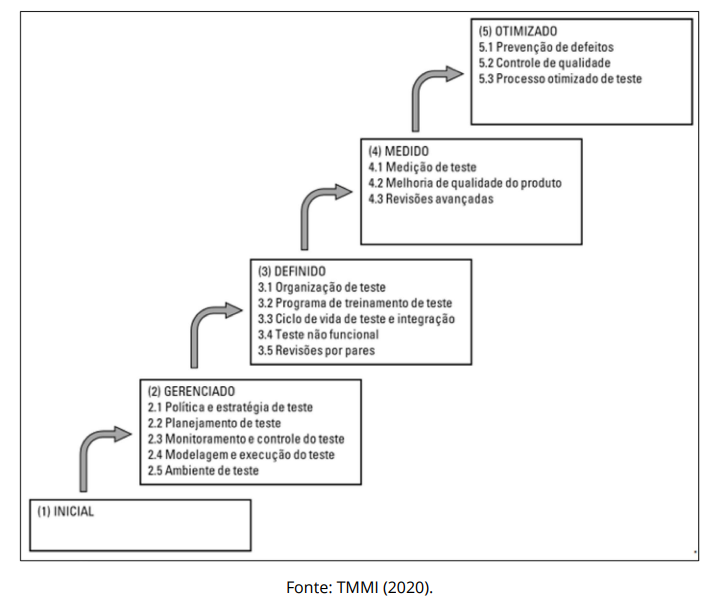 (5) OTIMIZADO
5.1 Prevenção de defeitos
5.2 Controle de qualidade
5.3 Processo otimizado de teste
(4) MEDIDO
4.1 Medição de teste
4.2 Melhoria de qualidade do produto
4.3 Revisões avançadas
(3) DEFINIDO
3.1 Organização de teste
3.2 Programa de treinamento de teste
3.3 Ciclo de vida de teste e integração
3.4 Teste não funcional
3.5 Revisões por pares
(2) GERENCIADO
2.1 Política e estratégia de teste
2.2 Planejamento de teste
2.3 Monitoramento e controle do teste
2.4 Modelagem e execução do teste
2.5 Ambiente de teste
(1) INICIAL
Fonte: TMMI (2020).